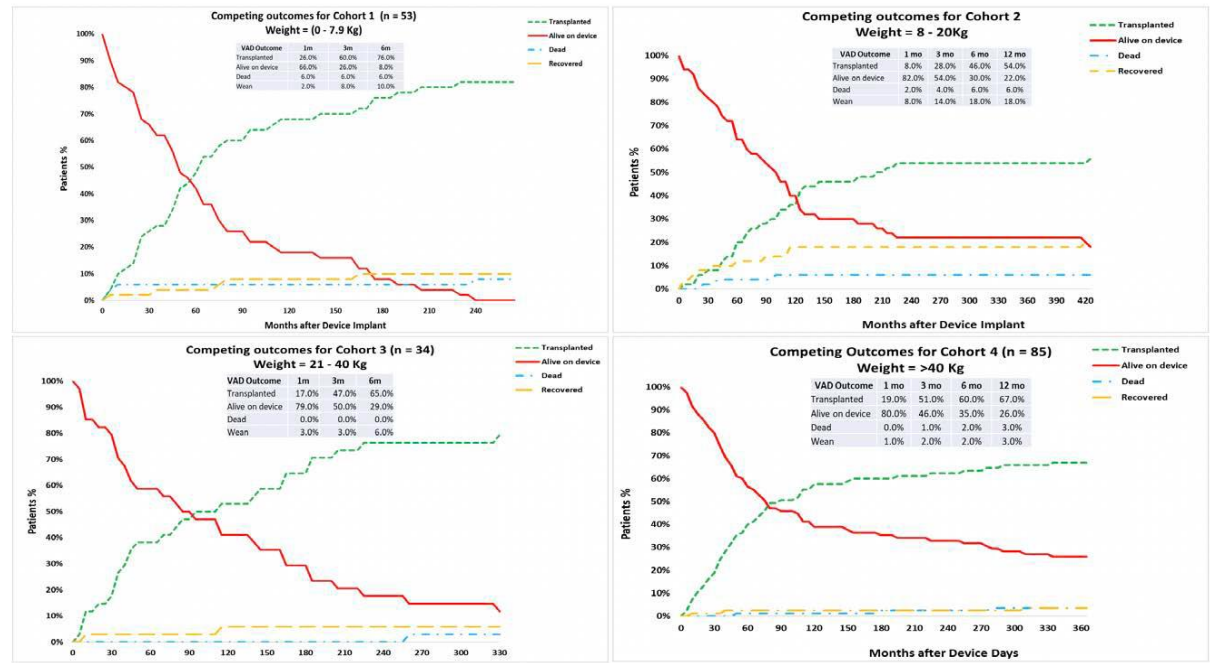 Competing outcomes for Cohort 1 (n = 53)
Weight = (0 - 7.9 Kg)
VAD Outcome 1m 3m 6m
Transplanted 26.0% 60.0% 76.0%
Alive on device 66.0% 26.0% 8.0%
Dead 6.0% 6.0% 6.0%
Wean 2.0% 8.0% 10.0%
Transplanted
Alive on device
Dead
Recovered
Patients %
100%
90%
80%
70%
60%
50%
40%
30%
20%
10%
0%
0 30 60 90 120 150 180 210 240
Months after Device Implant
Competing outcomes for Cohort 2
Weight = 8 - 20Kg
VAD Outcome 1 mo 3 mo 6 mo 12 mo
Transplanted 8.0% 28.0% 46.0% 54.0%
Alive on device 82.0% 54.0% 30.0% 22.0%
Dead 2.0% 4.0% 6.0% 6.0%
Wean 8.0% 14.0% 18.0% 18.0%
Transplanted
Alive on device
Dead
Recovered
Patients %
100%
90%
80%
70%
60%
50%
40%
30%
20%
10%
0%
0 30 60 90 120 150 180 210 240 270 300 330 360 390 420
Months after Device Implant
Competing outcomes for Cohort 3 (n = 34)
Weight = 21 - 40 Kg
VAD Outcome 1m 3m 6m
Transplanted 17.0% 47.0% 65.0%
Alive on device 79.0% 50.0% 29.0%
Dead 0.0% 0.0% 0.0%
Wean 3.0% 3.0% 6.0%
Transplanted
Alive on device
Dead
Recovered
Patients %
100%
90%
80%
70%
60%
50%
40%
30%
20%
10%
0%
0 30 60 90 120 150 180 210 240 270 300 330
Competing Outcomes for Cohort 4 (n = 85)
Weight = >40 Kg
VAD Outcome 1 mo 3 mo 6 mo 12 mo
Transplanted 19.0% 51.0% 60.0% 67.0%
Alive on device 80.0% 46.0% 35.0% 26.0%
Dead 0.0% 1.0% 2.0% 3.0%
Wean 1.0% 2.0% 2.0% 3.0%
Transplanted
Alive on device
Dead
Recovered
Patients %
100%
90%
80%
70%
60%
50%
40%
30%
20%
10%
0%
0 30 60 90 120 150 180 210 240 270 300 330 360
Months after Device Days